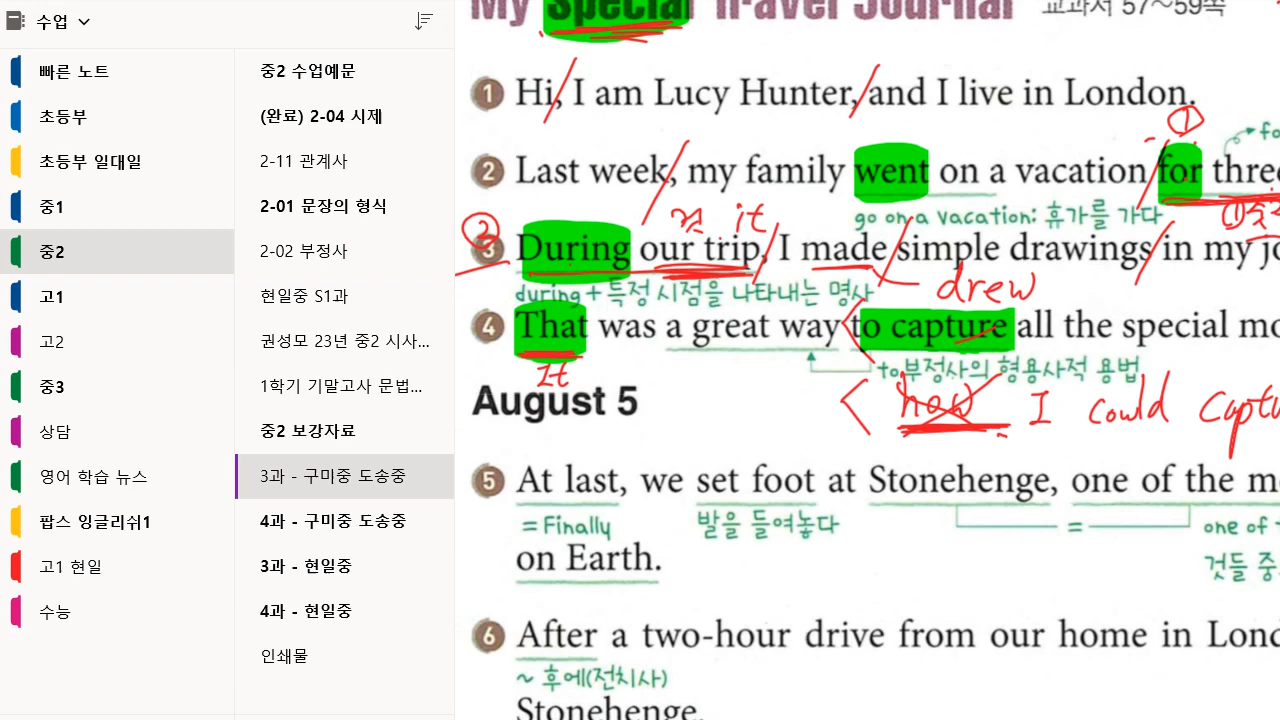 수업
빠른 노트
초등부
초등부 일대일
중1
중2
고1
고2
중3
상담
영어 학습 뉴스
팝스 잉글리쉬1
고1 현일
수능
중2 수업예문
(완료) 2-04 시제
2-11 관계사
2-01 문장의 형식
2-02 부정사
현일중 S1과
권성모 23년 중2 시사...
1학기 기말고사 문법...
중2 보강자료
3과 - 구미중 도송중
4과 - 구미중 도송중
3과 - 현일중
4과 - 현일중
인쇄물
My Special Travel Journal 교과서 57~59쪽
1 Hi, I am Lucy Hunter, and I live in London.
①
2 Last week, my family went on a vacation for three
go on a vacation: 휴가를 가다
it
②
3 During our trip, I made simple drawings in my
during + 특정 시점을 나타내는 명사
drew
4 That was a great way to capture all the special
It
to부정사의 형용사적 용법
how I could
August 5
5 At last, we set foot at Stonehenge, one of the
= Finally 발을 들여놓다 = one of
on Earth.
것들 중
6 After a two-hour drive from our home in
~ 후에(전치사)
Stonehenge.